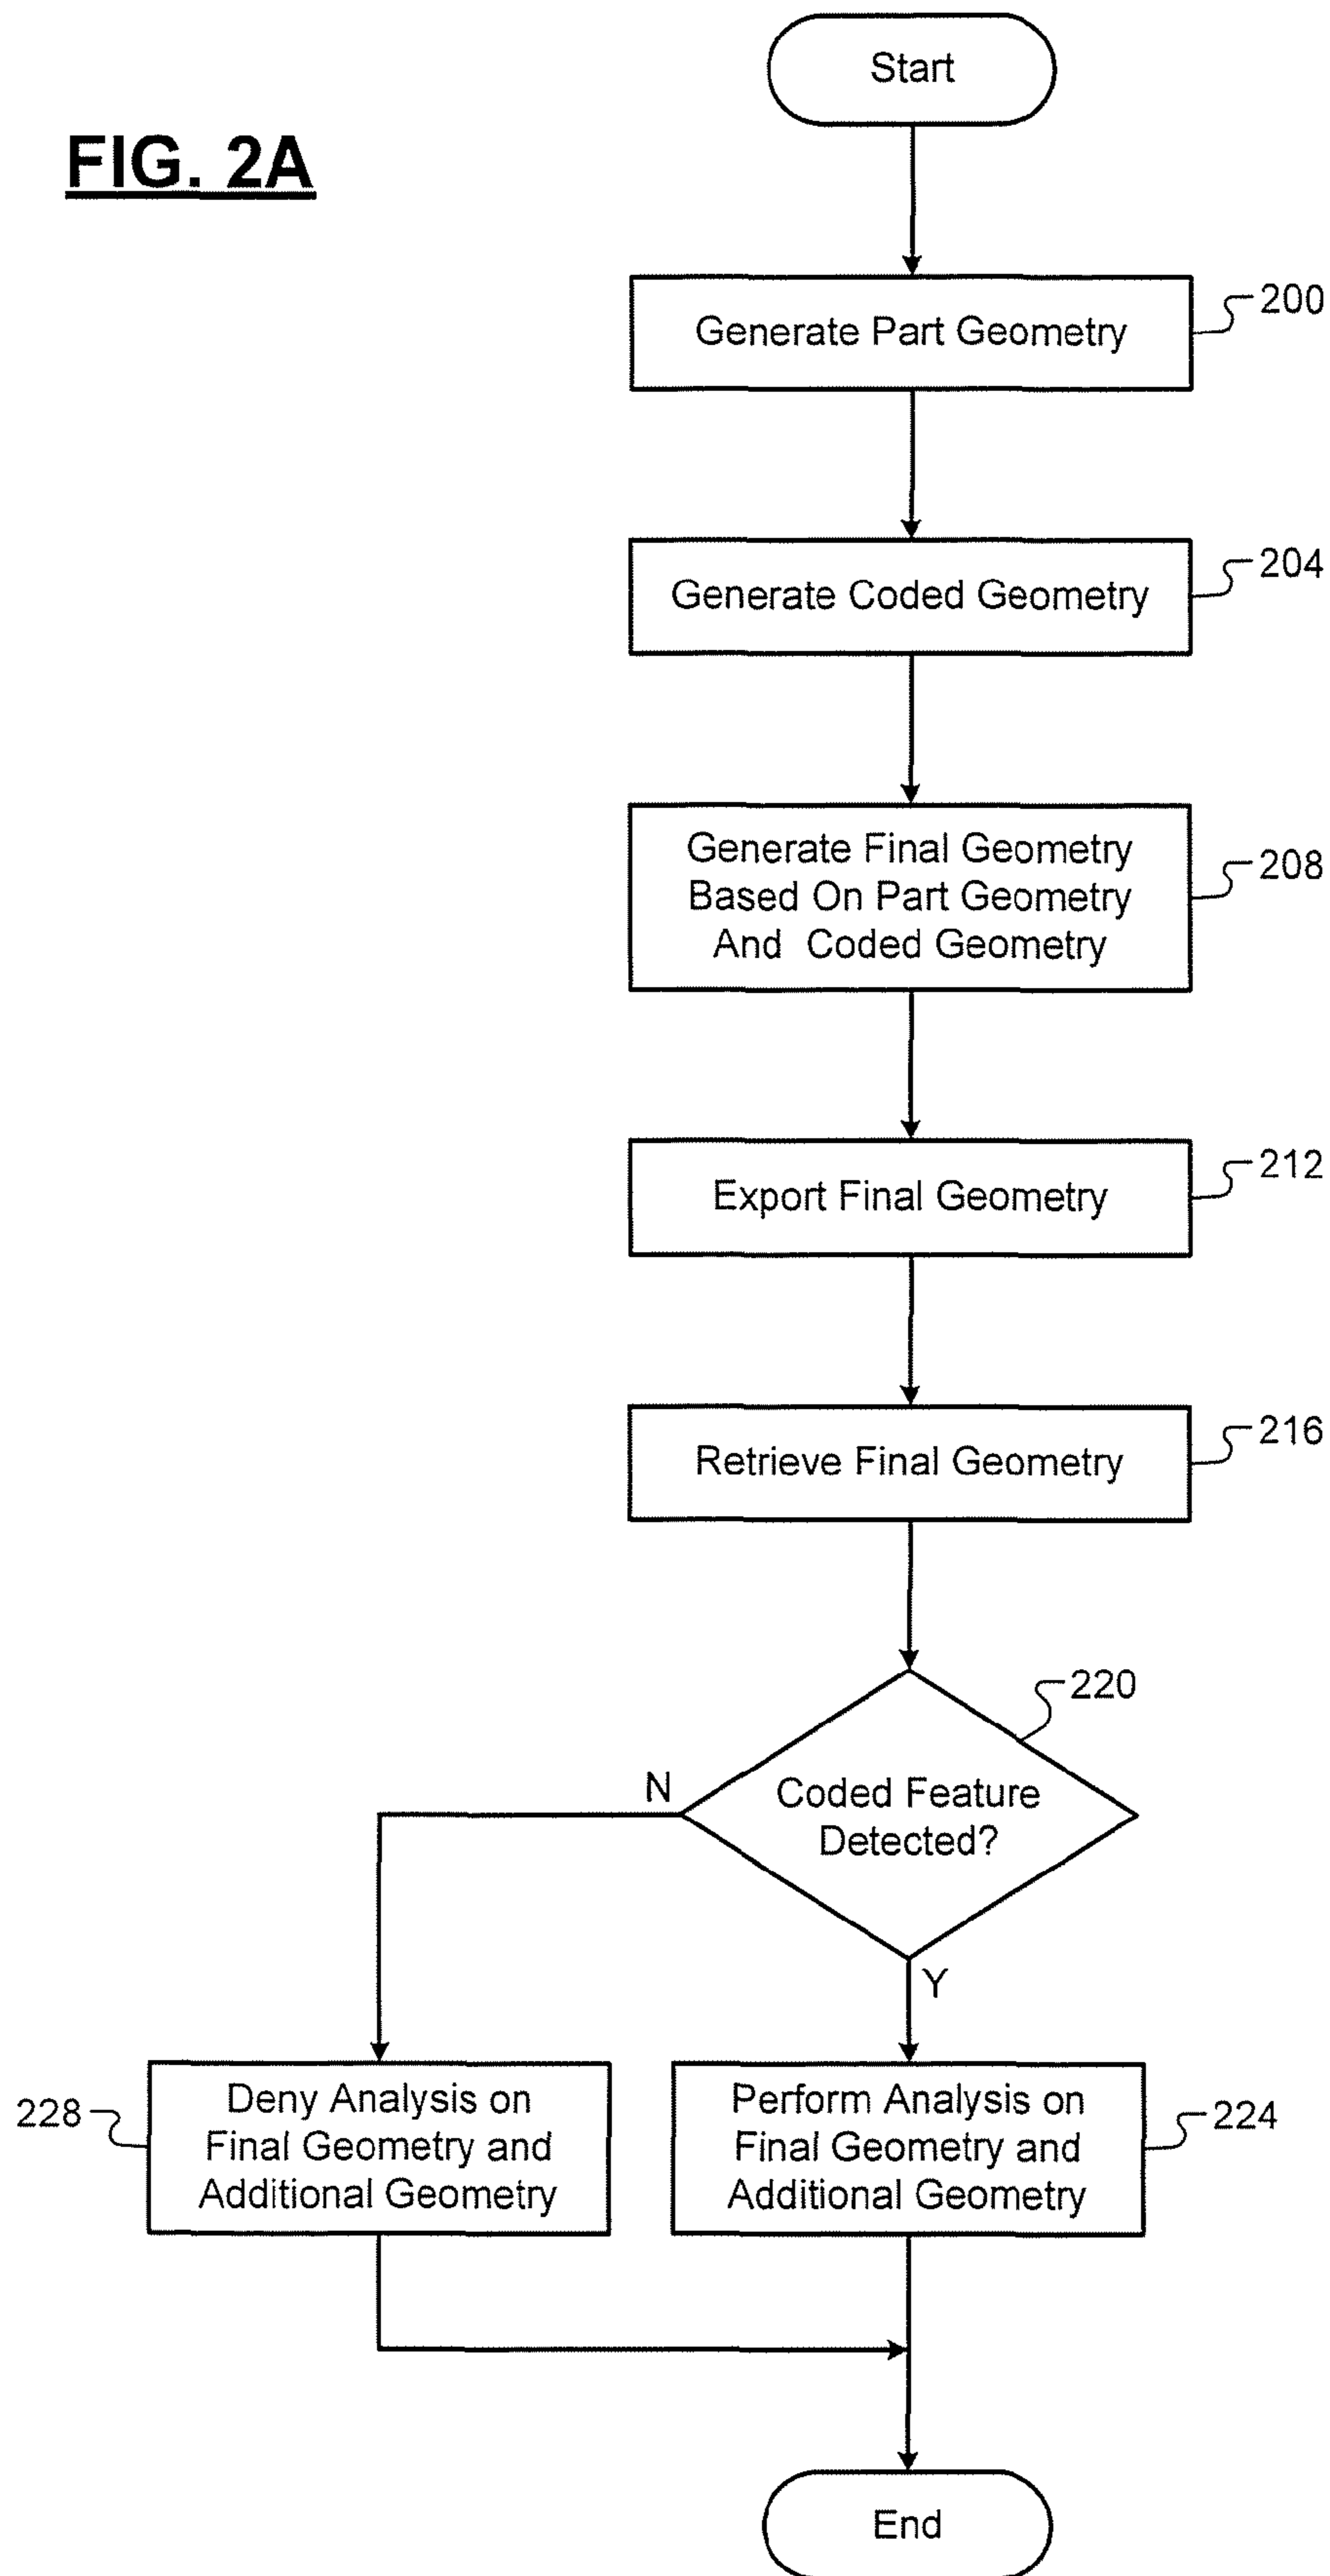 FIG. 2A
Start
Generate Part Geometry
200
Generate Coded Geometry
204
Generate Final Geometry
Based On Part Geometry
And Coded Geometry
208
Export Final Geometry
212
Retrieve Final Geometry
216
220
Coded Feature
Detected?
N
Y
228
Deny Analysis on
Final Geometry and
Additional Geometry
Perform Analysis on
Final Geometry and
Additional Geometry
224
End